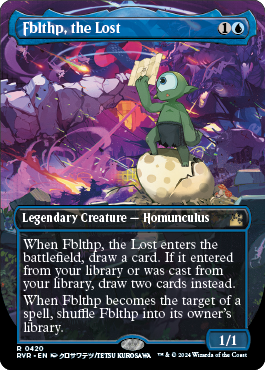 Fblthp, the Lost 1
Legendary Creature — Homunculus
When Fblthp, the Lost enters the
battlefield, draw a card. If it entered
from your library or was cast
from your library, draw two cards instead.
When Fblthp becomes the target of a
spell, shuffle Fblthp into its owner's
library.
1/1
R 0420
RVR • EN クロサワテツ/TETSU KUROSAWA ™ & © 2024 Wizards of the Coast